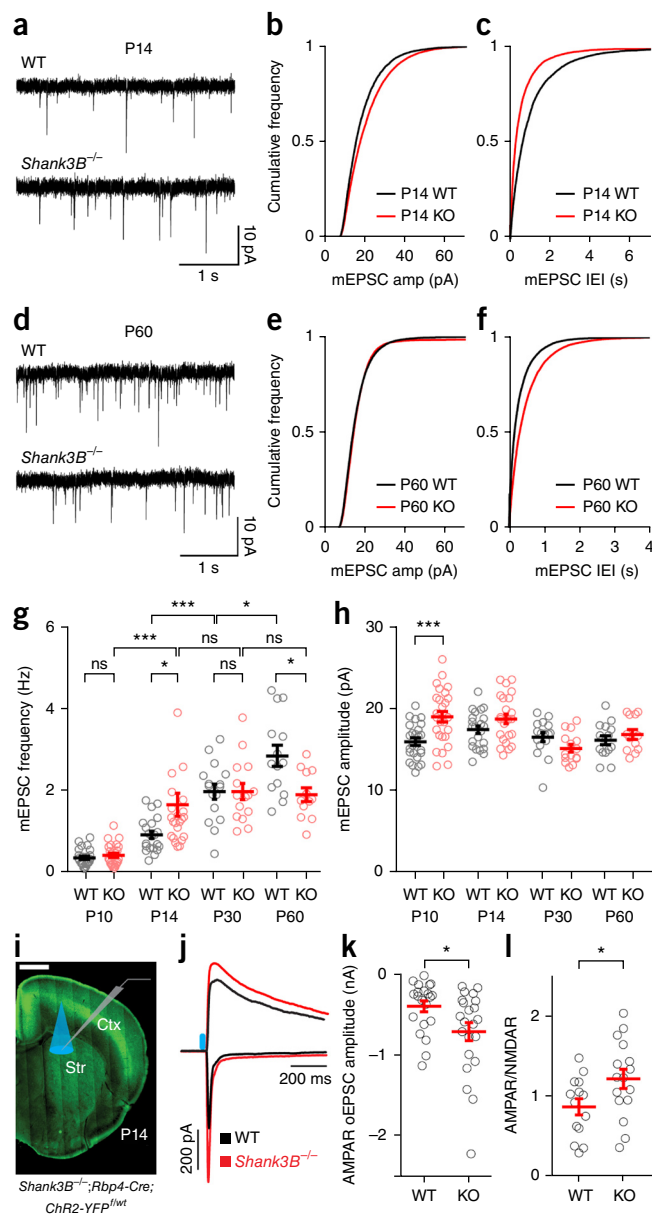 a
P14
WT
Shank3B−/−
10 pA
1 s
b
Cumulative frequency
1
0.5
0
20 40 60
mEPSC amp (pA)
P14 WT
P14 KO
c
1
0.5
0
0 2 4 6
mEPSC IEI (s)
P14 WT
P14 KO
d
P60
WT
Shank3B−/−
10 pA
1 s
e
Cumulative frequency
1
0.5
0
20 40 60
mEPSC amp (pA)
P60 WT
P60 KO
f
1
0.5
0
0 1 2 3 4
mEPSC IEI (s)
P60 WT
P60 KO
g
mEPSC frequency (Hz)
6
4
2
0
*** *
*** ns ns
ns * ns *
WT KO WT KO WT KO WT KO
P10 P14 P30 P60
h
mEPSC amplitude (pA)
30
20
10
0
***
WT KO WT KO WT KO WT KO
P10 P14 P30 P60
i
Ctx
Str
P14
Shank3B−/−;Rbp4-Cre;
ChR2-YFPf/wt
j
200 ms
200 pA
WT
Shank3B−/−
k
AMPAR oEPSC amplitude (nA)
*
−0
−1
−2
WT KO
l
AMPAR/NMDAR
*
2
1
0
WT KO